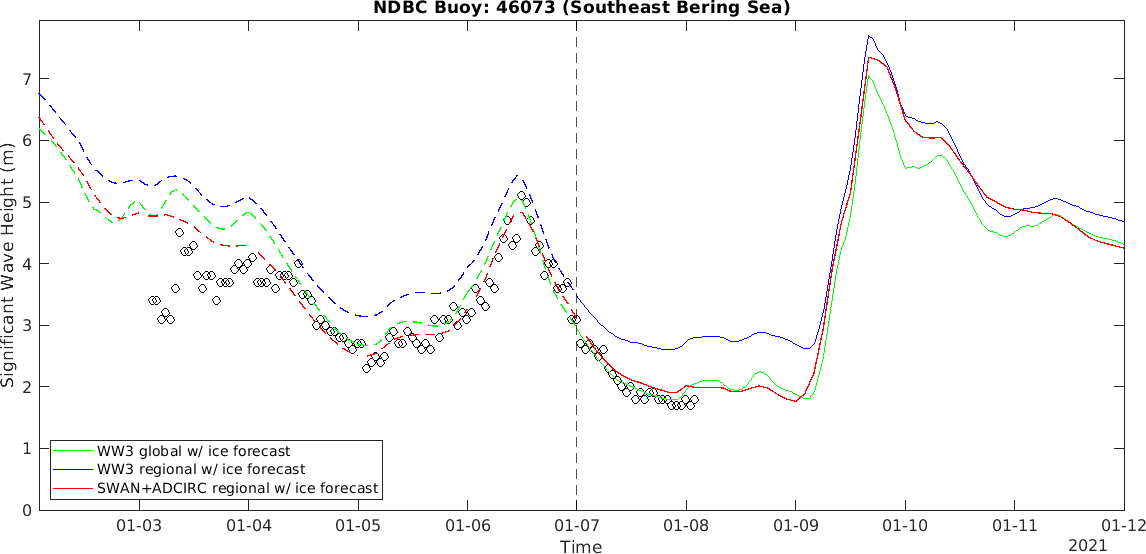 NDBC Buoy: 46073 (Southeast Bering Sea)
Significant Wave Height (m)
7
6
5
4
3
2
1
0
WW3 global w/ ice forecast
WW3 regional w/ ice forecast
SWAN+ADCIRC regional w/ ice forecast
01-03 01-04 01-05 01-06 01-07 01-08 01-09 01-10 01-11 01-12
Time
2021